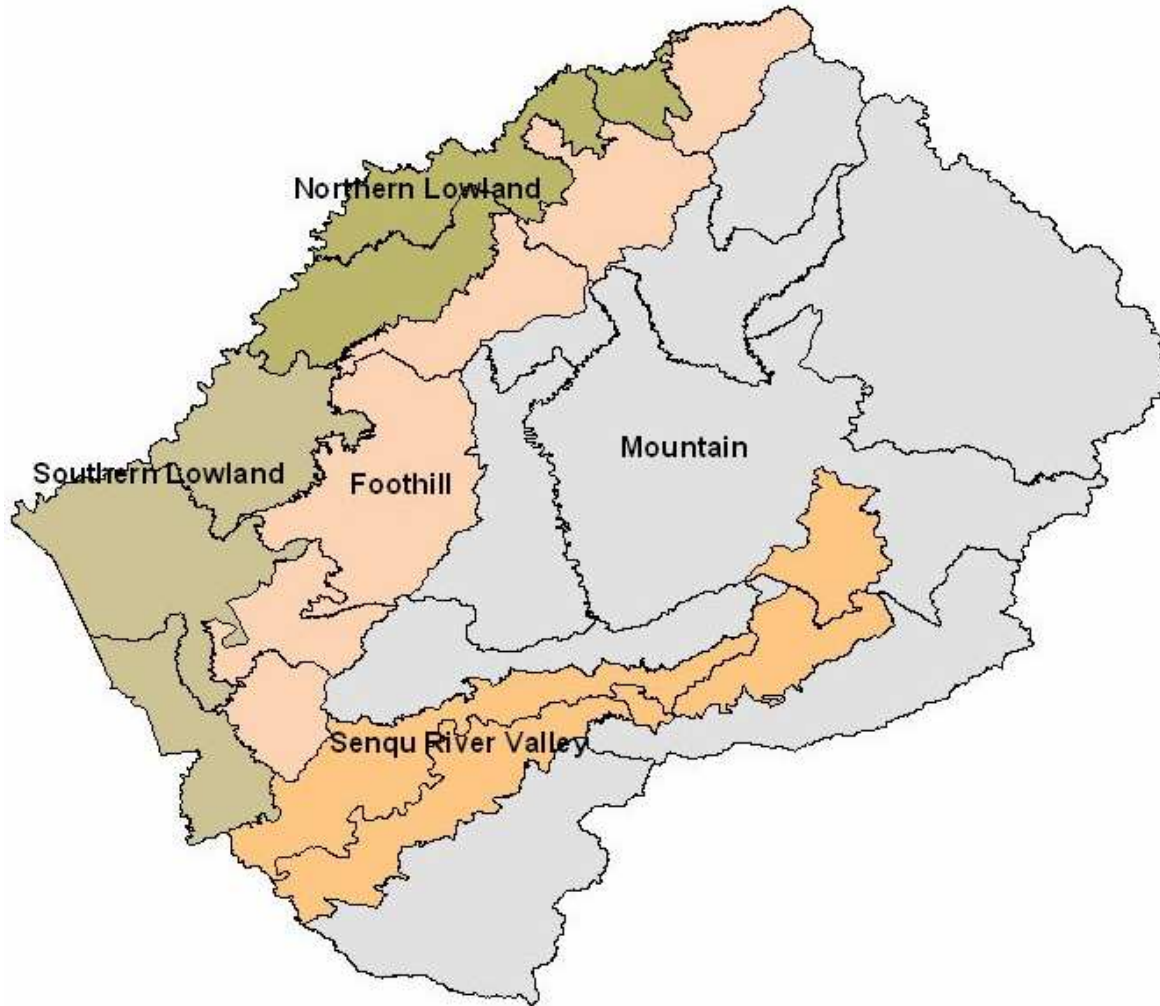 Northern Lowland
Mountain
Southern Lowland
Foothill
Senqu River Valley